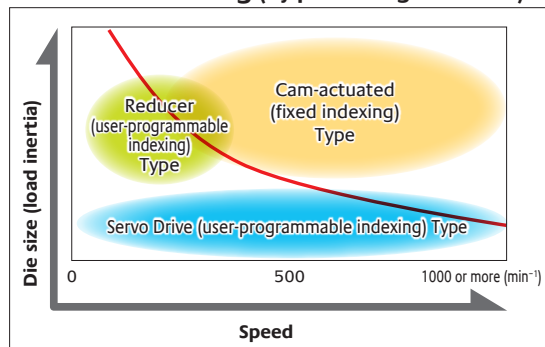 Reducer
(user-programmable
indexing)
Type
Cam-actuated
(fixed indexing)
Type
Servo Drive (user-programmable indexing) Type
Die size (load inertia)
0
500
1000 or more (min⁻¹)
Speed